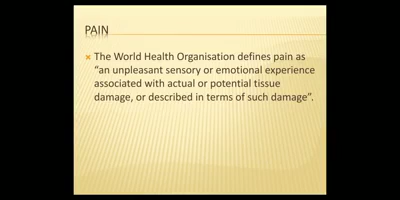 PAIN
The World Health Organisation defines pain as
"an unpleasant sensory or emotional experience
associated with actual or potential tissue
damage, or described in terms of such damage".